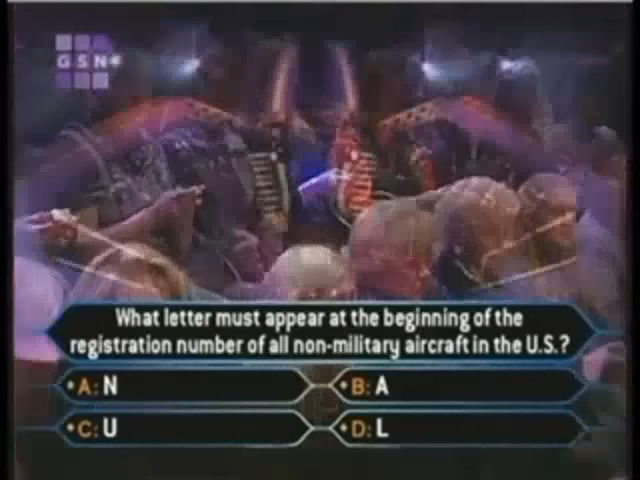 GSN
What letter must appear at the beginning of the
registration number of all non-military aircraft in the U.S.?
A: N
B: A
C: U
D: L